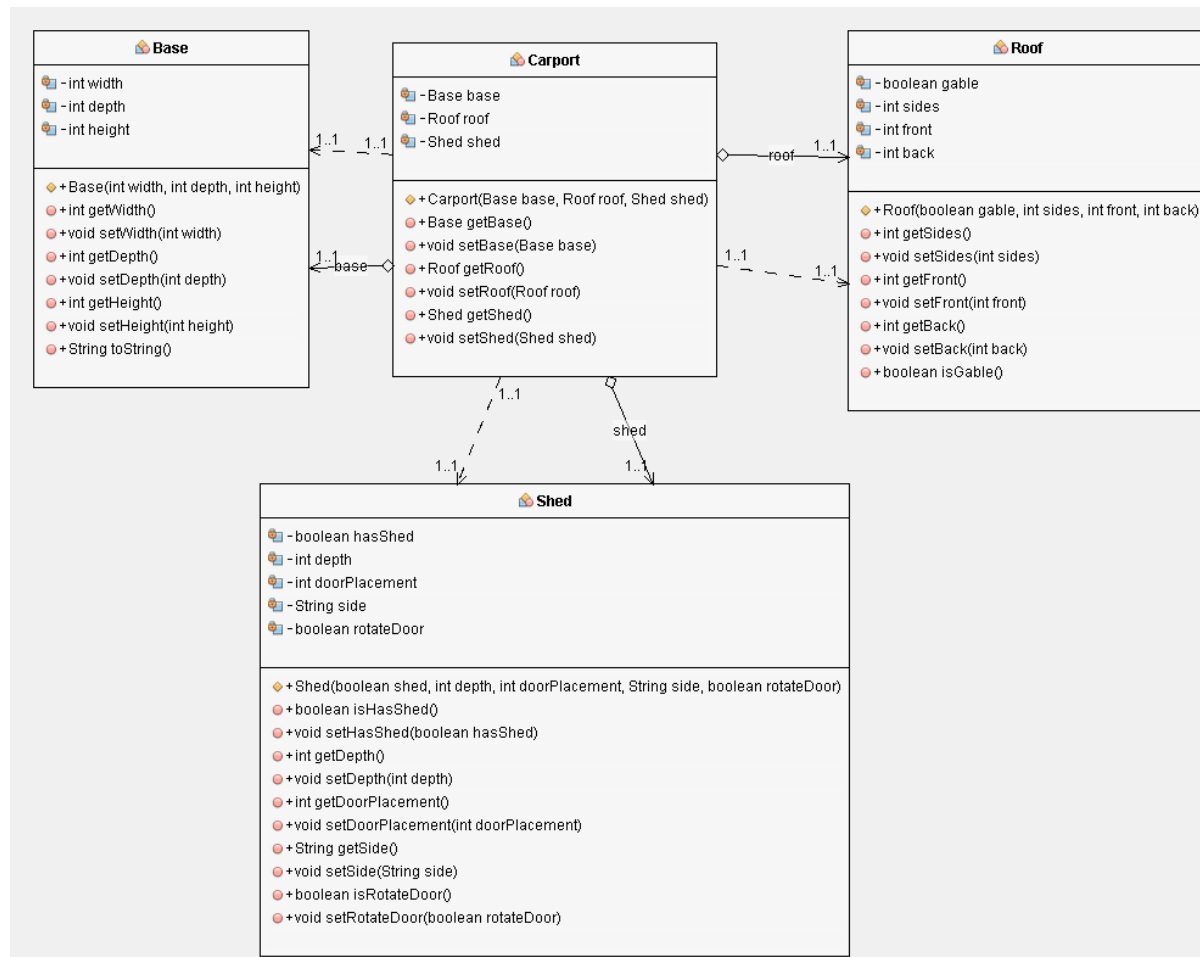 Base
- int width
- int depth
- int height
+ Base(int width, int depth, int height)
+ int getWidth()
+ void setWidth(int width)
+ int getDepth()
+ void setDepth(int depth)
+ int getHeight()
+ void setHeight(int height)
+ String toString()
1..1
1..1
1..1
base
Carport
- Base base
- Roof roof
- Shed shed
+ Carport(Base base, Roof roof, Shed shed)
+ Base getBase()
+ void setBase(Base base)
+ Roof getRoof()
+ void setRoof(Roof roof)
+ Shed getShed()
+ void setShed(Shed shed)
roof
1..1
1..1
1..1
Roof
- boolean gable
- int sides
- int front
- int back
+ Roof(boolean gable, int sides, int front, int back)
+ int getSides()
+ void setSides(int sides)
+ int getFront()
+ void setFront(int front)
+ int getBack()
+ void setBack(int back)
+ boolean isGable()
1..1
shed
1..1
1..1
Shed
- boolean hasShed
- int depth
- int doorPlacement
- String side
- boolean rotateDoor
+ Shed(boolean shed, int depth, int doorPlacement, String side, boolean rotateDoor)
+ boolean isHasShed()
+ void setHasShed(boolean hasShed)
+ int getDepth()
+ void setDepth(int depth)
+ int getDoorPlacement()
+ void setDoorPlacement(int doorPlacement)
+ String getSide()
+ void setSide(String side)
+ boolean isRotateDoor()
+ void setRotateDoor(boolean rotateDoor)